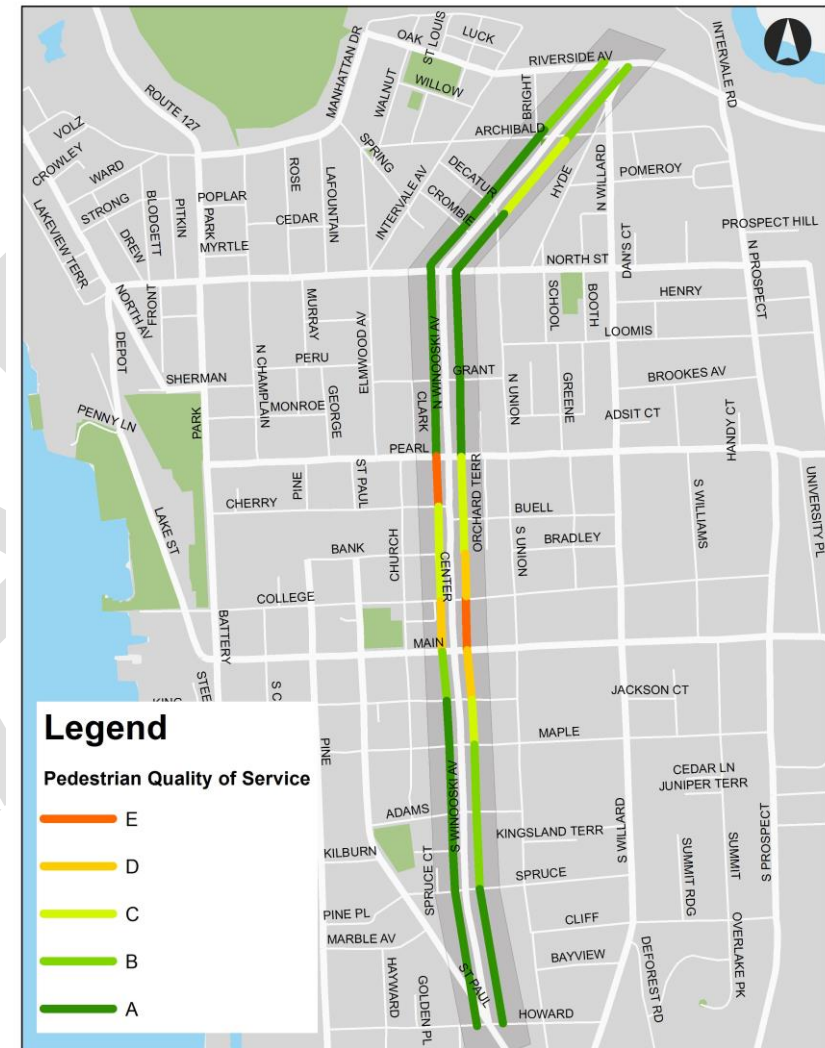 OAK
ST LOUIS
LUCK
RIVERSIDE AV
INTERVALE RD
MANHATTAN DR
WALNUT
WILLOW
BRIGHT
ROUTE 127
ARCHIBALD
VOLZ
CROWLEY
WARD
SPRING
DECATUR
HYDE
N WILLARD
POMEROY
STRONG
BLODGETT
PITKIN
POPLAR
ROSE
LAFOUNTAIN
INTERVALE AV
CROMBIE
LAKEVIEW TERR
DREW
PARK
CEDAR
MYRTLE
DAN'S CT
PROSPECT HILL
N PROSPECT
NORTH AV
FRONT
NORTH ST
DEPOT
MURRAY
ELMWOOD AV
N WINOOSKI AV
SCHOOL
BOOTH
HENRY
LOOMIS
N CHAMPLAIN
PERU
GRANT
SHERMAN
GEORGE
CLARK
N UNION
GREENE
BROOKES AV
MONROE
ADSIT CT
HANDY CT
PENNY LN
PARK
PEARL
ORCHARD TERR
PINE
ST PAUL
CHERRY
BUELL
S WILLIAMS
UNIVERSITY PL
LAKE ST
CHURCH
CENTER
S UNION
BRADLEY
BANK
COLLEGE
BATTERY
MAIN
JACKSON CT
MAPLE
PINE
CEDAR LN
JUNIPER TERR
S WINOOSKI AV
ADAMS
KINGSLAND TERR
S WILLARD
SUMMIT
S PROSPECT
KILBURN
SPRUCE CT
SPRUCE
SUMMIT RDG
PINE PL
CLIFF
OVERLAKE PK
MARBLE AV
BAYVIEW
DEFOREST RD
HAYWARD
GOLDEN PL
ST PAUL
HOWARD
Legend
Pedestrian Quality of Service
E
D
C
B
A